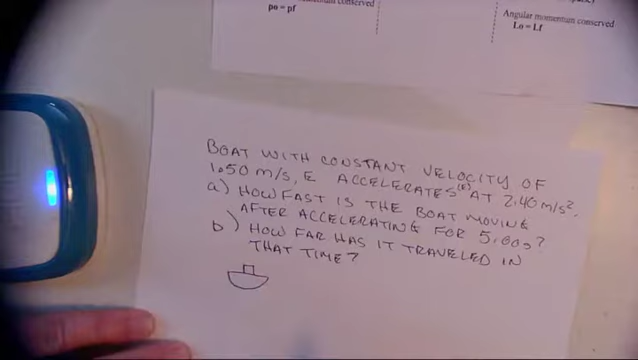 momentum conserved
po = pf
Angular momentum conserved
Lo = Lf
BOAT WITH CONSTANT VELOCITY OF
1.50 m/s, E ACCELERATES (E) AT 2.40 m/s².
a) HOW FAST IS THE BOAT MOVING
AFTER ACCELERATING FOR 5.00s?
b) HOW FAR HAS IT TRAVELED IN
THAT TIME?